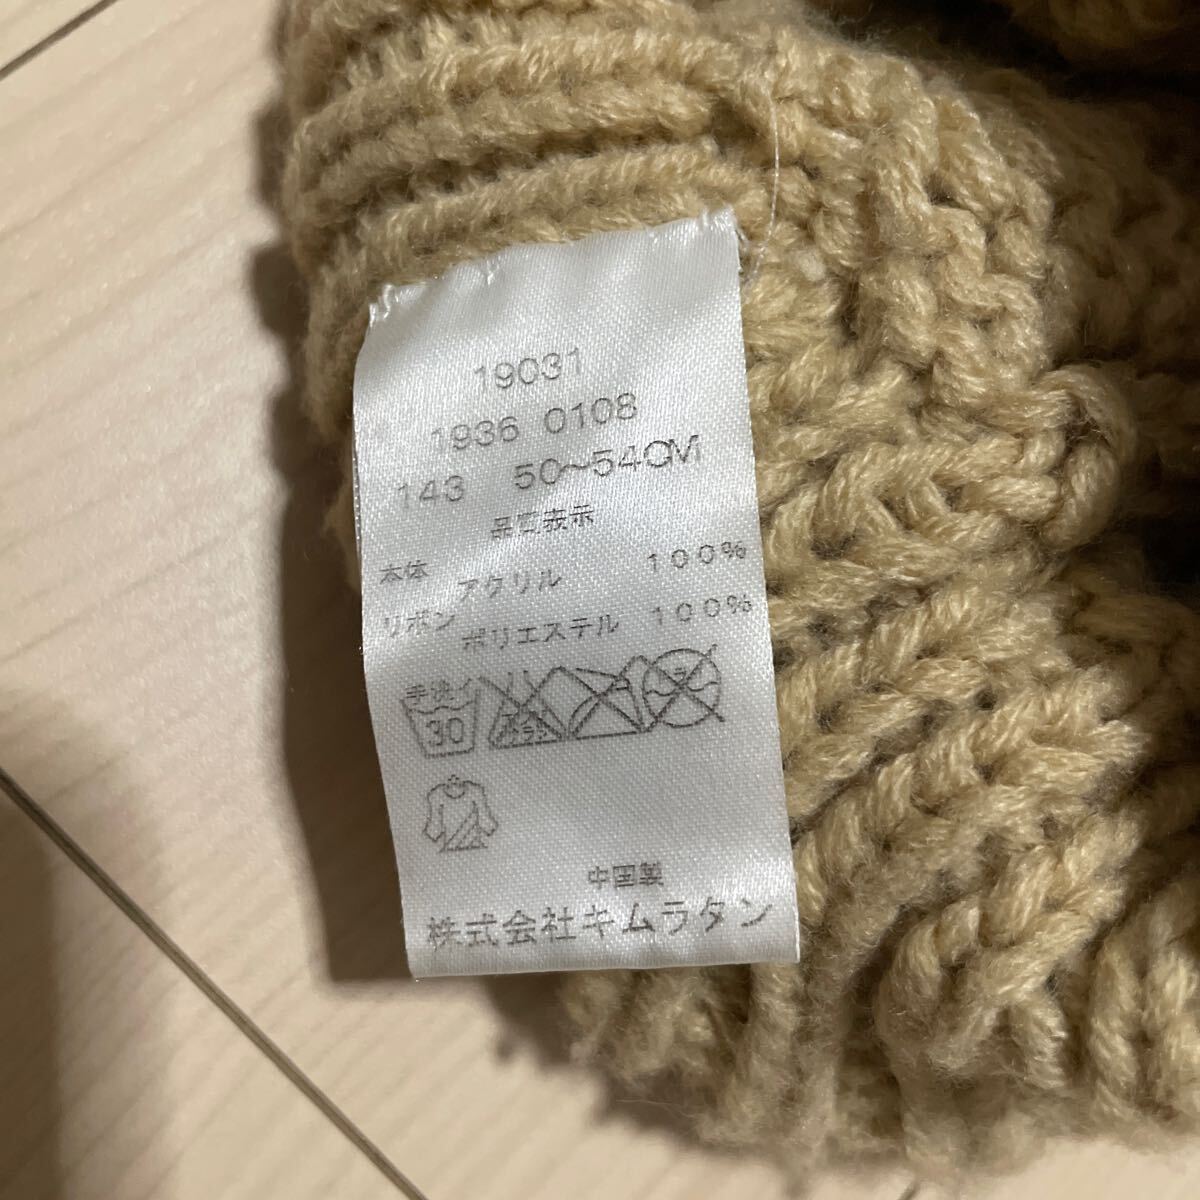 19031
1936 0108
143 50~54CM
品質表示
本体 アクリル 100%
リボン ポリエステル 100%
手洗イ
30
中国製
株式会社キムラタン